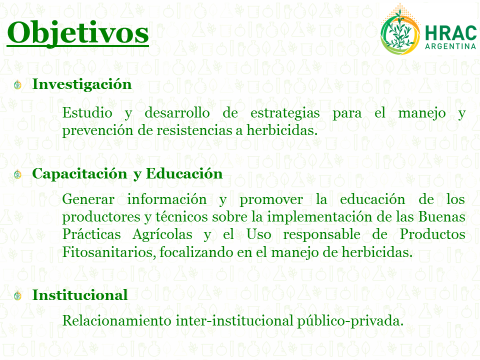 Objetivos
HRAC
ARGENTINA
Investigación
Estudio y desarrollo de estrategias para el manejo y
prevención de resistencias a herbicidas.
Capacitación y Educación
Generar información y promover la educación de los
productores y técnicos sobre la implementación de las Buenas
Prácticas Agrícolas y el Uso responsable de Productos
Fitosanitarios, focalizando en el manejo de herbicidas.
Institucional
Relacionamiento inter-institucional público-privada.